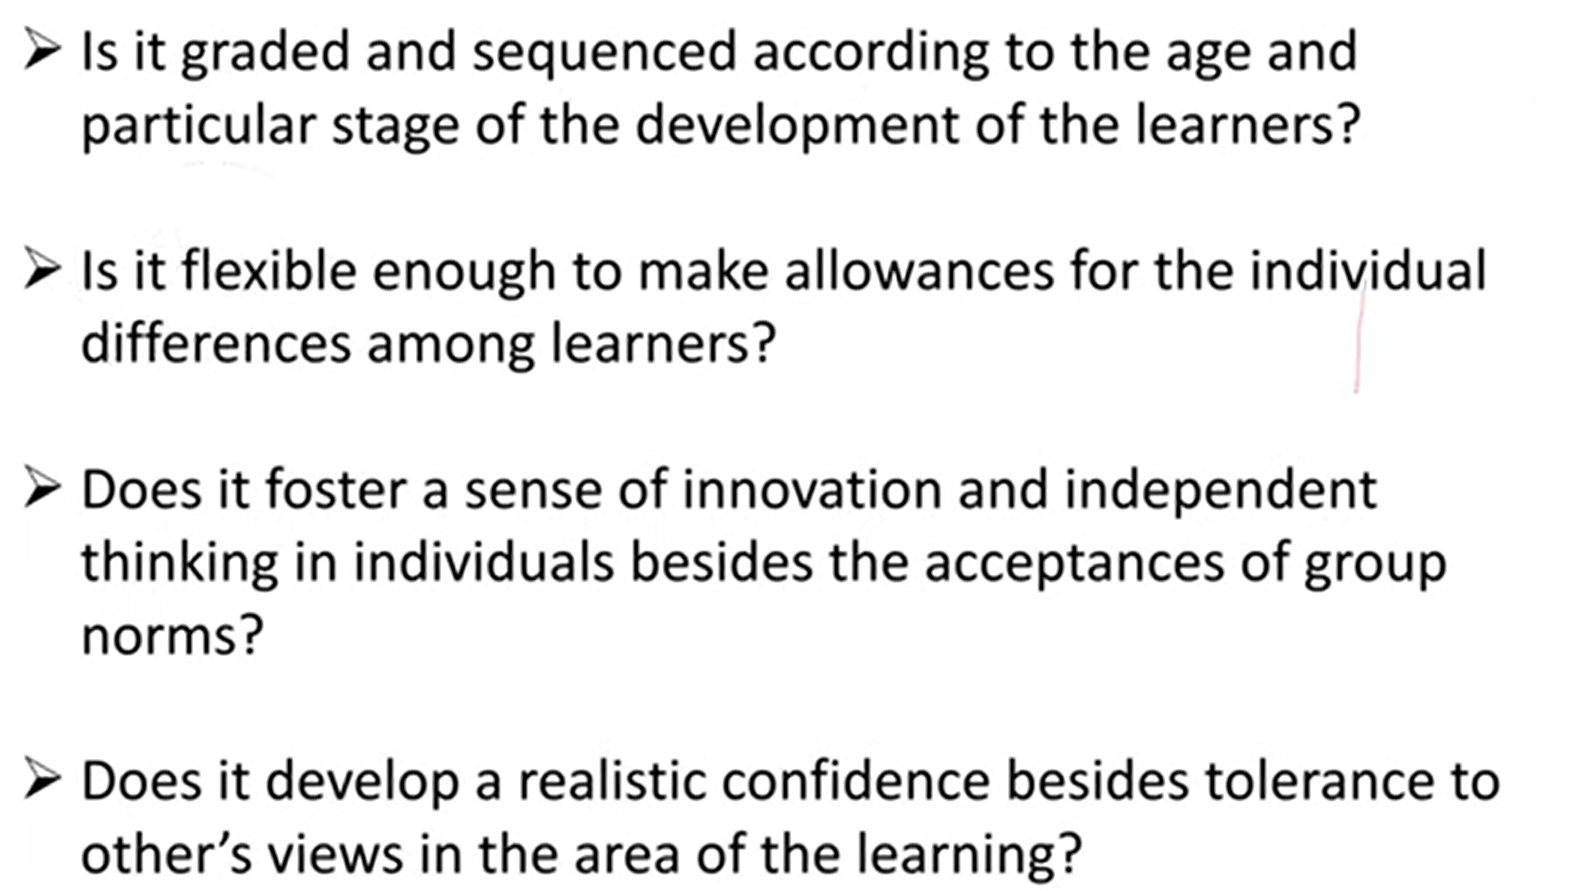 ➢ Is it graded and sequenced according to the age and
particular stage of the development of the learners?
➢ Is it flexible enough to make allowances for the individual
differences among learners?
➢ Does it foster a sense of innovation and independent
thinking in individuals besides the acceptances of group
norms?
➢ Does it develop a realistic confidence besides tolerance to
other’s views in the area of the learning?